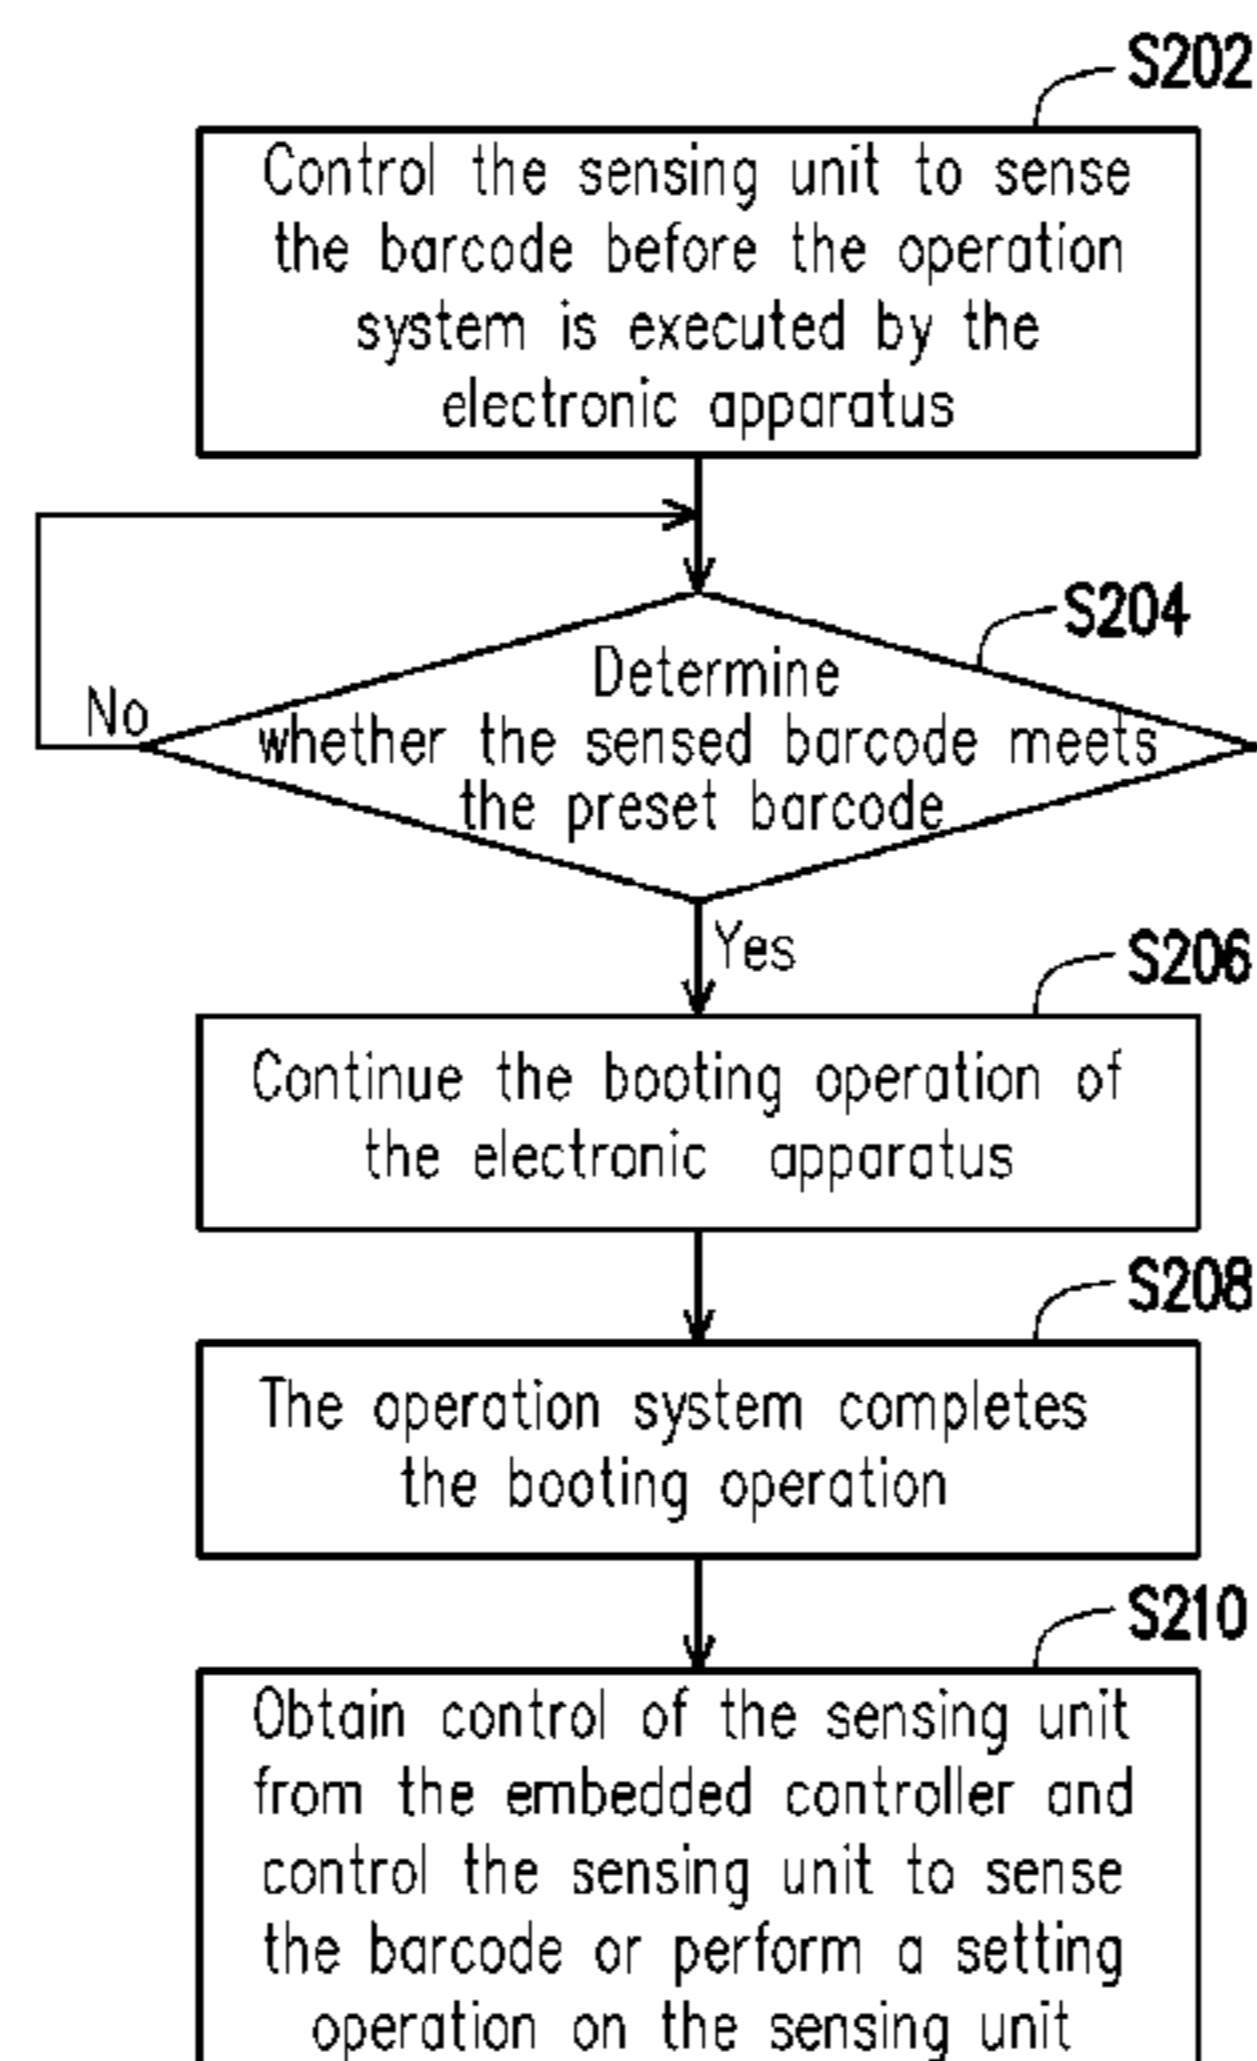 S202
Control the sensing unit to sense
the barcode before the operation
system is executed by the
electronic apparatus
S204
Determine
No
whether the sensed barcode meets
the preset barcode
Yes
S206
Continue the booting operation of
the electronic apparatus
S208
The operation system completes
the booting operation
S210
Obtain control of the sensing unit
from the embedded controller and
control the sensing unit to sense
the barcode or perform a setting
operation on the sensing unit